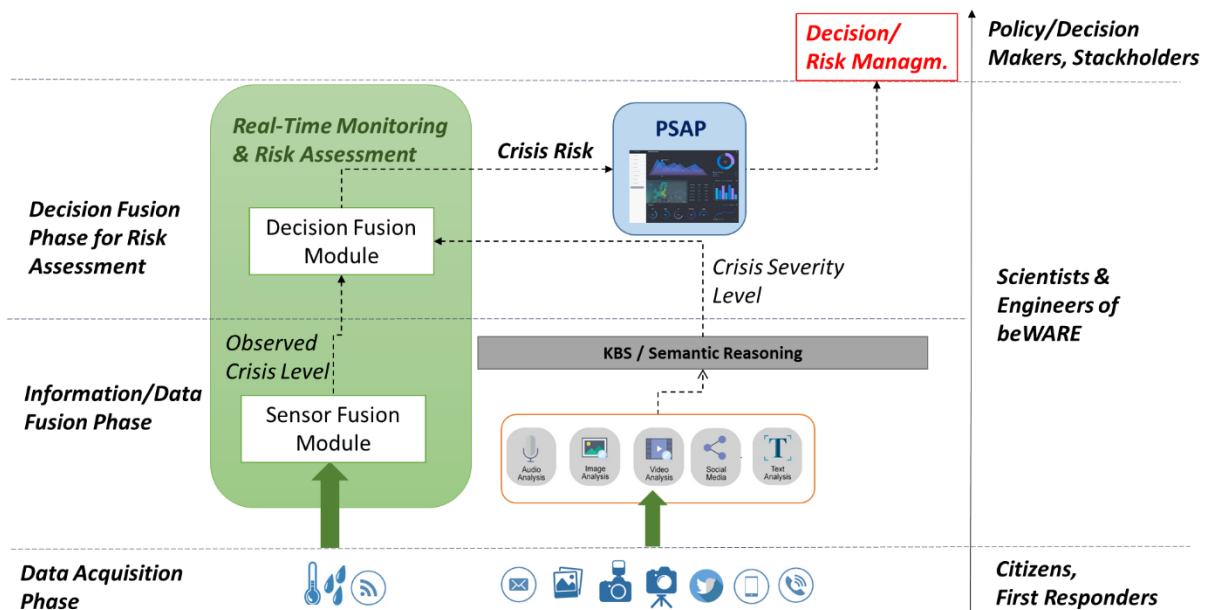 Decision/
Risk Managm.
Policy/Decision
Makers, Stackholders
Real-Time Monitoring
& Risk Assessment
Crisis Risk
PSAP
Decision Fusion
Phase for Risk
Assessment
Decision Fusion
Module
Crisis Severity
Level
Scientists &
Engineers of
beWARE
Observed
Crisis Level
KBS / Semantic Reasoning
Information/Data
Fusion Phase
Sensor Fusion
Module
Audio
Analysis
Image
Analysis
Video
Analysis
Social
Media
T
Text
Analysis
Data Acquisition
Phase
Citizens,
First Responders